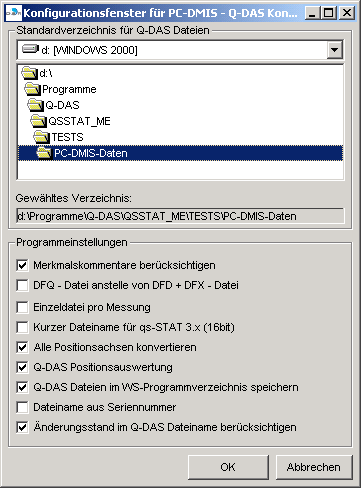 Konfigurationsfenster für PC-DMIS - Q-DAS Kon...
Standardverzeichnis für Q-DAS Dateien
d: [WINDOWS 2000]
d:\
Programme
Q-DAS
QSSTAT_ME
TESTS
PC-DMIS-Daten
Gewähltes Verzeichnis:
d:\Programme\Q-DAS\QSSTAT_ME\TESTS\PC-DMIS-Daten
Programmeinstellungen
Merkmalskommentare berücksichtigen
DFQ - Datei anstelle von DFD + DFX - Datei
Einzeldatei pro Messung
Kurzer Dateiname für qs-STAT 3.x (16bit)
Alle Positionsachsen konvertieren
Q-DAS Positionsauswertung
Q-DAS Dateien im WS-Programmverzeichnis speichern
Dateiname aus Seriennummer
Änderungsstand im Q-DAS Dateiname berücksichtigen
OK
Abbrechen